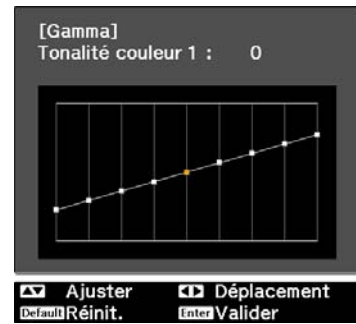 [Gamma]
Tonalité couleur 1 : 0
Ajuster Déplacement
Default Réinit. Enter Valider